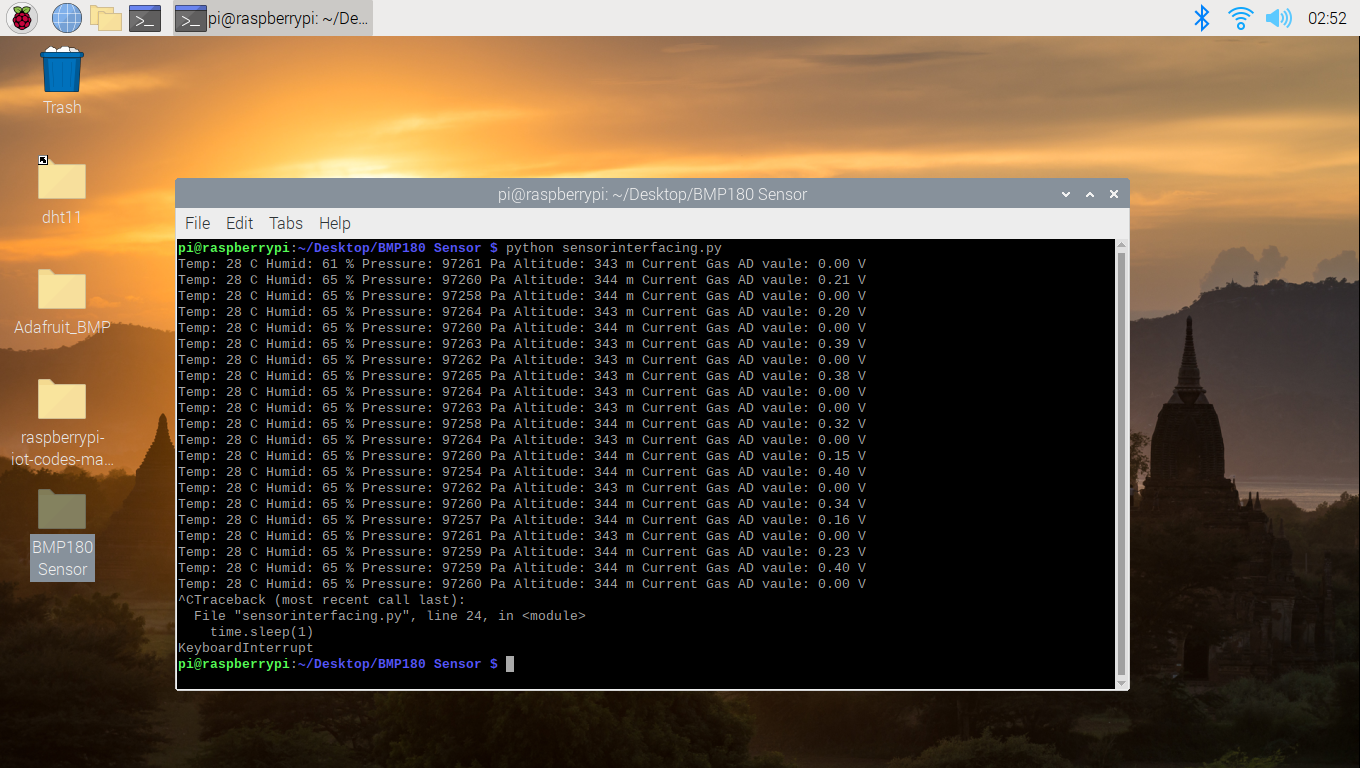 pi@raspberrypi: ~/De...
02:52
Trash
dht11
Adafruit_BMP
raspberrypi-
iot-codes-ma...
BMP180
Sensor
pi@raspberrypi: ~/Desktop/BMP180 Sensor
File Edit Tabs Help
pi@raspberrypi:~/Desktop/BMP180 Sensor $ python sensorinterfacing.py
Temp: 28 C Humid: 61 % Pressure: 97261 Pa Altitude: 343 m Current Gas AD vaule: 0.00 V
Temp: 28 C Humid: 65 % Pressure: 97260 Pa Altitude: 344 m Current Gas AD vaule: 0.21 V
Temp: 28 C Humid: 65 % Pressure: 97258 Pa Altitude: 343 m Current Gas AD vaule: 0.00 V
Temp: 28 C Humid: 65 % Pressure: 97264 Pa Altitude: 344 m Current Gas AD vaule: 0.20 V
Temp: 28 C Humid: 65 % Pressure: 97260 Pa Altitude: 344 m Current Gas AD vaule: 0.00 V
Temp: 28 C Humid: 65 % Pressure: 97263 Pa Altitude: 343 m Current Gas AD vaule: 0.39 V
Temp: 28 C Humid: 65 % Pressure: 97262 Pa Altitude: 343 m Current Gas AD vaule: 0.00 V
Temp: 28 C Humid: 65 % Pressure: 97265 Pa Altitude: 343 m Current Gas AD vaule: 0.38 V
Temp: 28 C Humid: 65 % Pressure: 97264 Pa Altitude: 343 m Current Gas AD vaule: 0.00 V
Temp: 28 C Humid: 65 % Pressure: 97263 Pa Altitude: 343 m Current Gas AD vaule: 0.00 V
Temp: 28 C Humid: 65 % Pressure: 97258 Pa Altitude: 343 m Current Gas AD vaule: 0.32 V
Temp: 28 C Humid: 65 % Pressure: 97264 Pa Altitude: 343 m Current Gas AD vaule: 0.00 V
Temp: 28 C Humid: 65 % Pressure: 97260 Pa Altitude: 344 m Current Gas AD vaule: 0.15 V
Temp: 28 C Humid: 65 % Pressure: 97254 Pa Altitude: 344 m Current Gas AD vaule: 0.40 V
Temp: 28 C Humid: 65 % Pressure: 97262 Pa Altitude: 343 m Current Gas AD vaule: 0.00 V
Temp: 28 C Humid: 65 % Pressure: 97260 Pa Altitude: 344 m Current Gas AD vaule: 0.34 V
Temp: 28 C Humid: 65 % Pressure: 97257 Pa Altitude: 344 m Current Gas AD vaule: 0.16 V
Temp: 28 C Humid: 65 % Pressure: 97261 Pa Altitude: 343 m Current Gas AD vaule: 0.00 V
Temp: 28 C Humid: 65 % Pressure: 97259 Pa Altitude: 344 m Current Gas AD vaule: 0.23 V
Temp: 28 C Humid: 65 % Pressure: 97259 Pa Altitude: 344 m Current Gas AD vaule: 0.40 V
Temp: 28 C Humid: 65 % Pressure: 97260 Pa Altitude: 344 m Current Gas AD vaule: 0.00 V
^CTraceback (most recent call last):
File "sensorinterfacing.py", line 24, in <module>
time.sleep(1)
KeyboardInterrupt
pi@raspberrypi:~/Desktop/BMP180 Sensor $